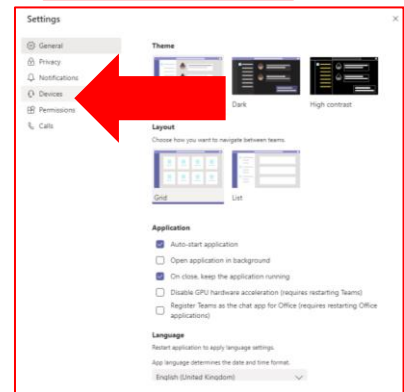 Settings
General
Privacy
Notifications
Devices
Permissions
Calls
Theme
Dark
High contrast
Layout
Choose how you want to navigate between teams.
Grid
List
Application
Auto-start application
Open application in background
On close, keep the application running
Disable GPU hardware acceleration (requires restarting Teams)
Register Teams as the chat app for Office (requires restarting Office
applications)
Language
Restart application to apply language settings.
App language determines the date and time format.
English (United Kingdom)